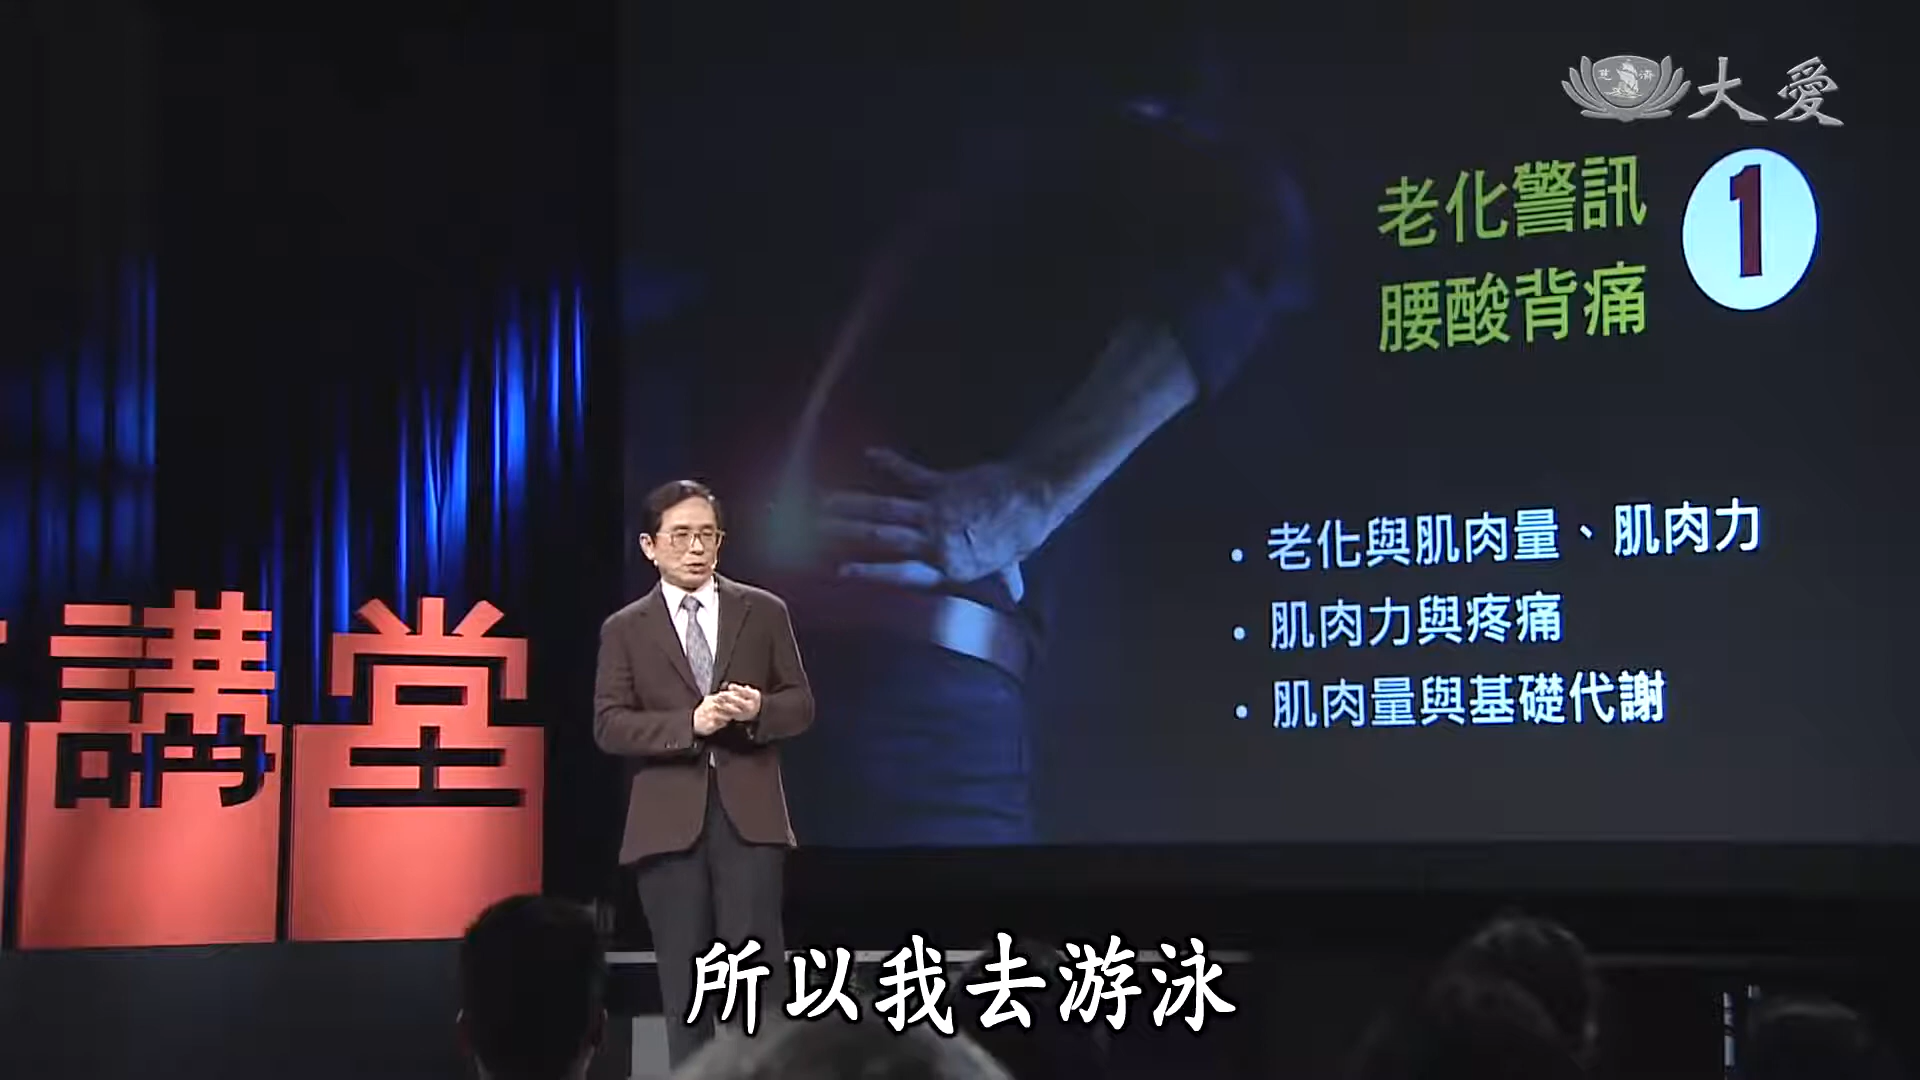 慈濟
大愛
老化警訊
腰酸背痛
1
• 老化與肌肉量、肌肉力
• 肌肉力與疼痛
• 肌肉量與基礎代謝
講堂
所以我去游泳